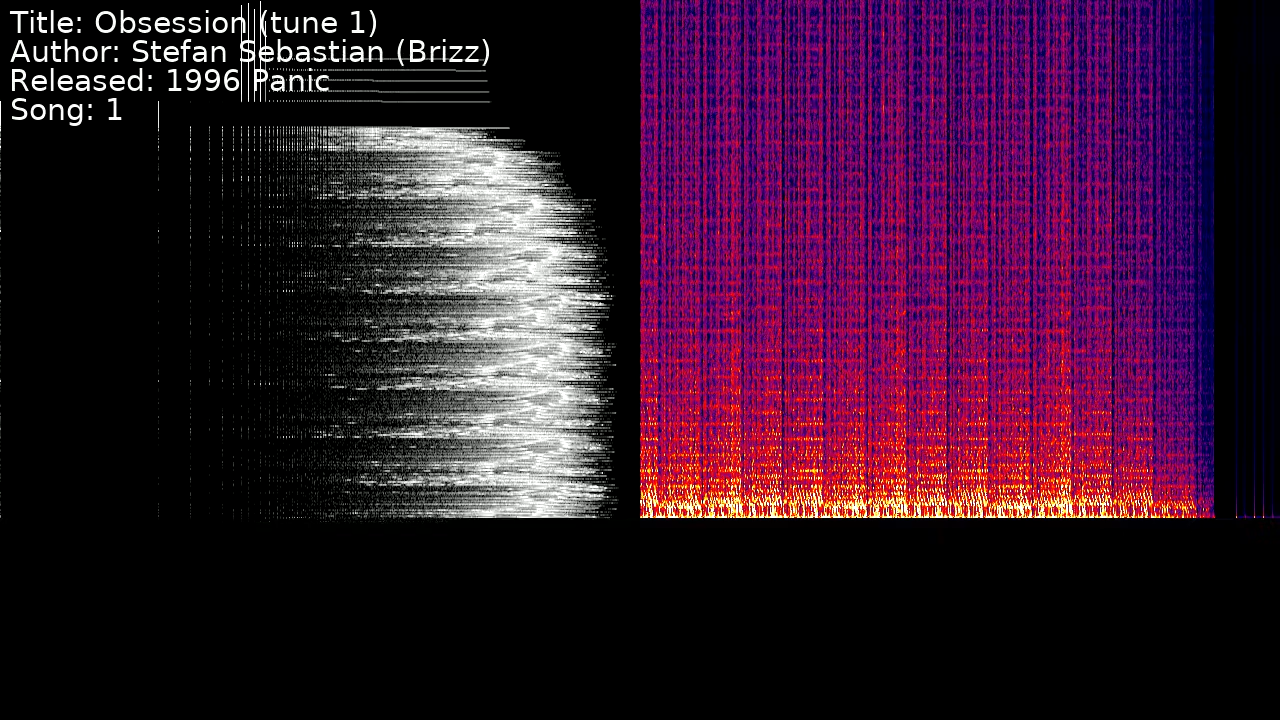 Title: Obsession (tune 1)
Author: Stefan Sebastian (Brizz)
Released: 1996 Panic
Song: 1